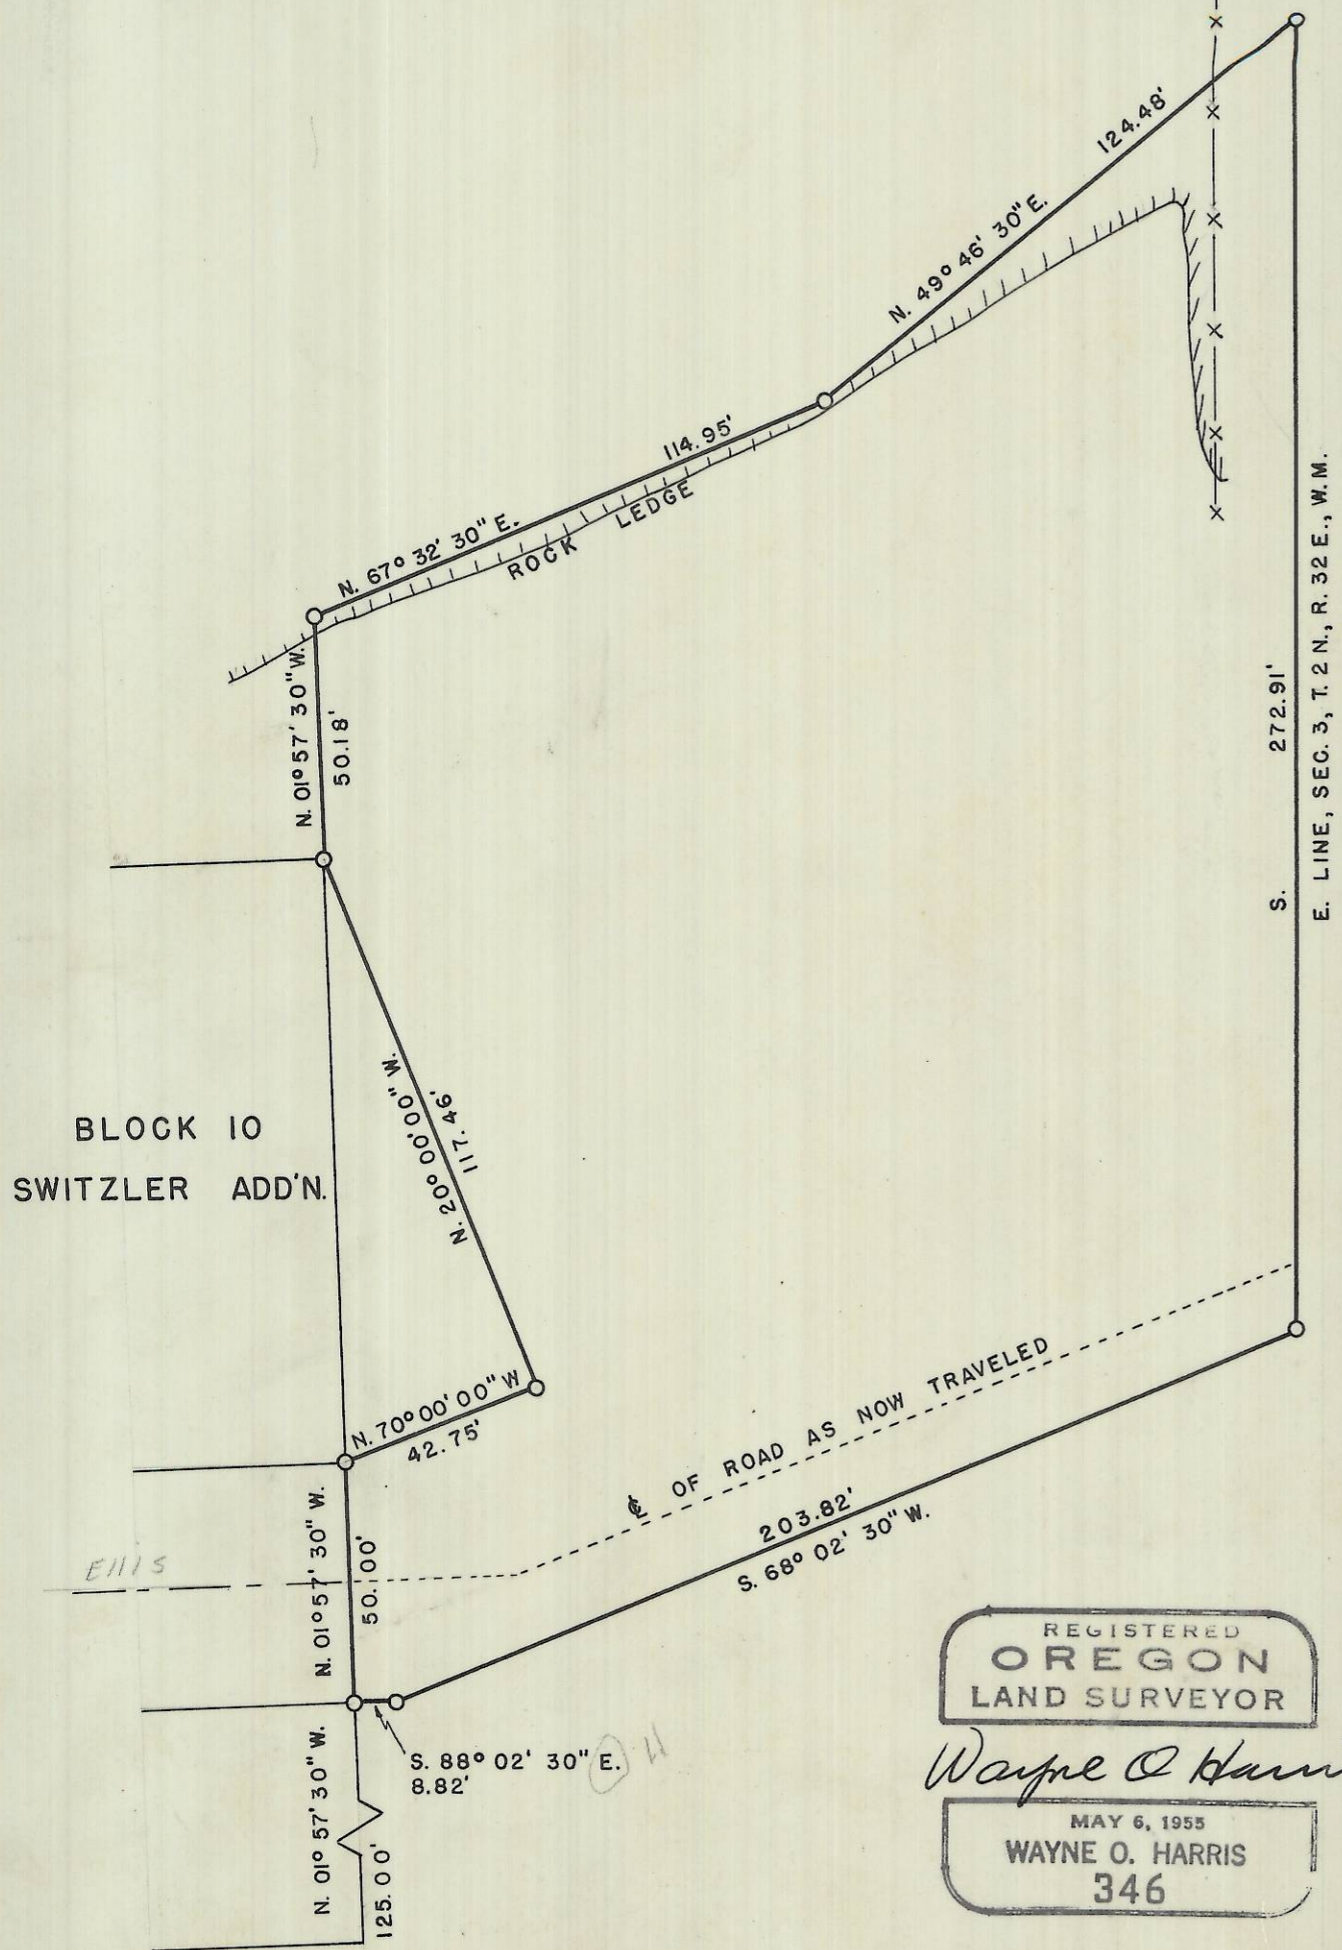 124.48'
N. 49° 46' 30" E.
114.95'
N. 67° 32' 30" E.
ROCK LEDGE
N. 01° 57' 30" W.
50.18'
S. 272.91'
E. LINE, SEC. 3, T. 2 N., R. 32 E., W.M.
N. 20° 00' 00" W.
117.46'
BLOCK 10
SWITZLER ADD'N.
N. 70° 00' 00" W
42.75'
℄ OF ROAD AS NOW TRAVELED
203.82'
S. 68° 02' 30" W.
Ellis
N. 01° 57' 30" W.
50.00'
S. 88° 02' 30" E.
8.82'
N. 01° 57' 30" W.
125.00'
REGISTERED
OREGON
LAND SURVEYOR
Wayne O Harr
MAY 6, 1955
WAYNE O. HARRIS
346